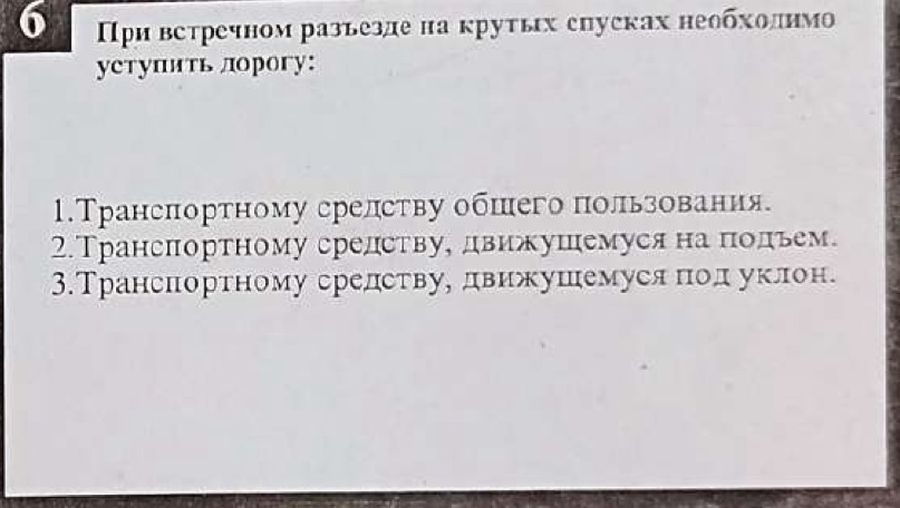 6
При встречном разъезде на крутых спусках необходимо
уступить дорогу:
1.Транспортному средству общего пользования.
2.Транспортному средству, движущемуся на подъем.
3.Транспортному средству, движущемуся под уклон.